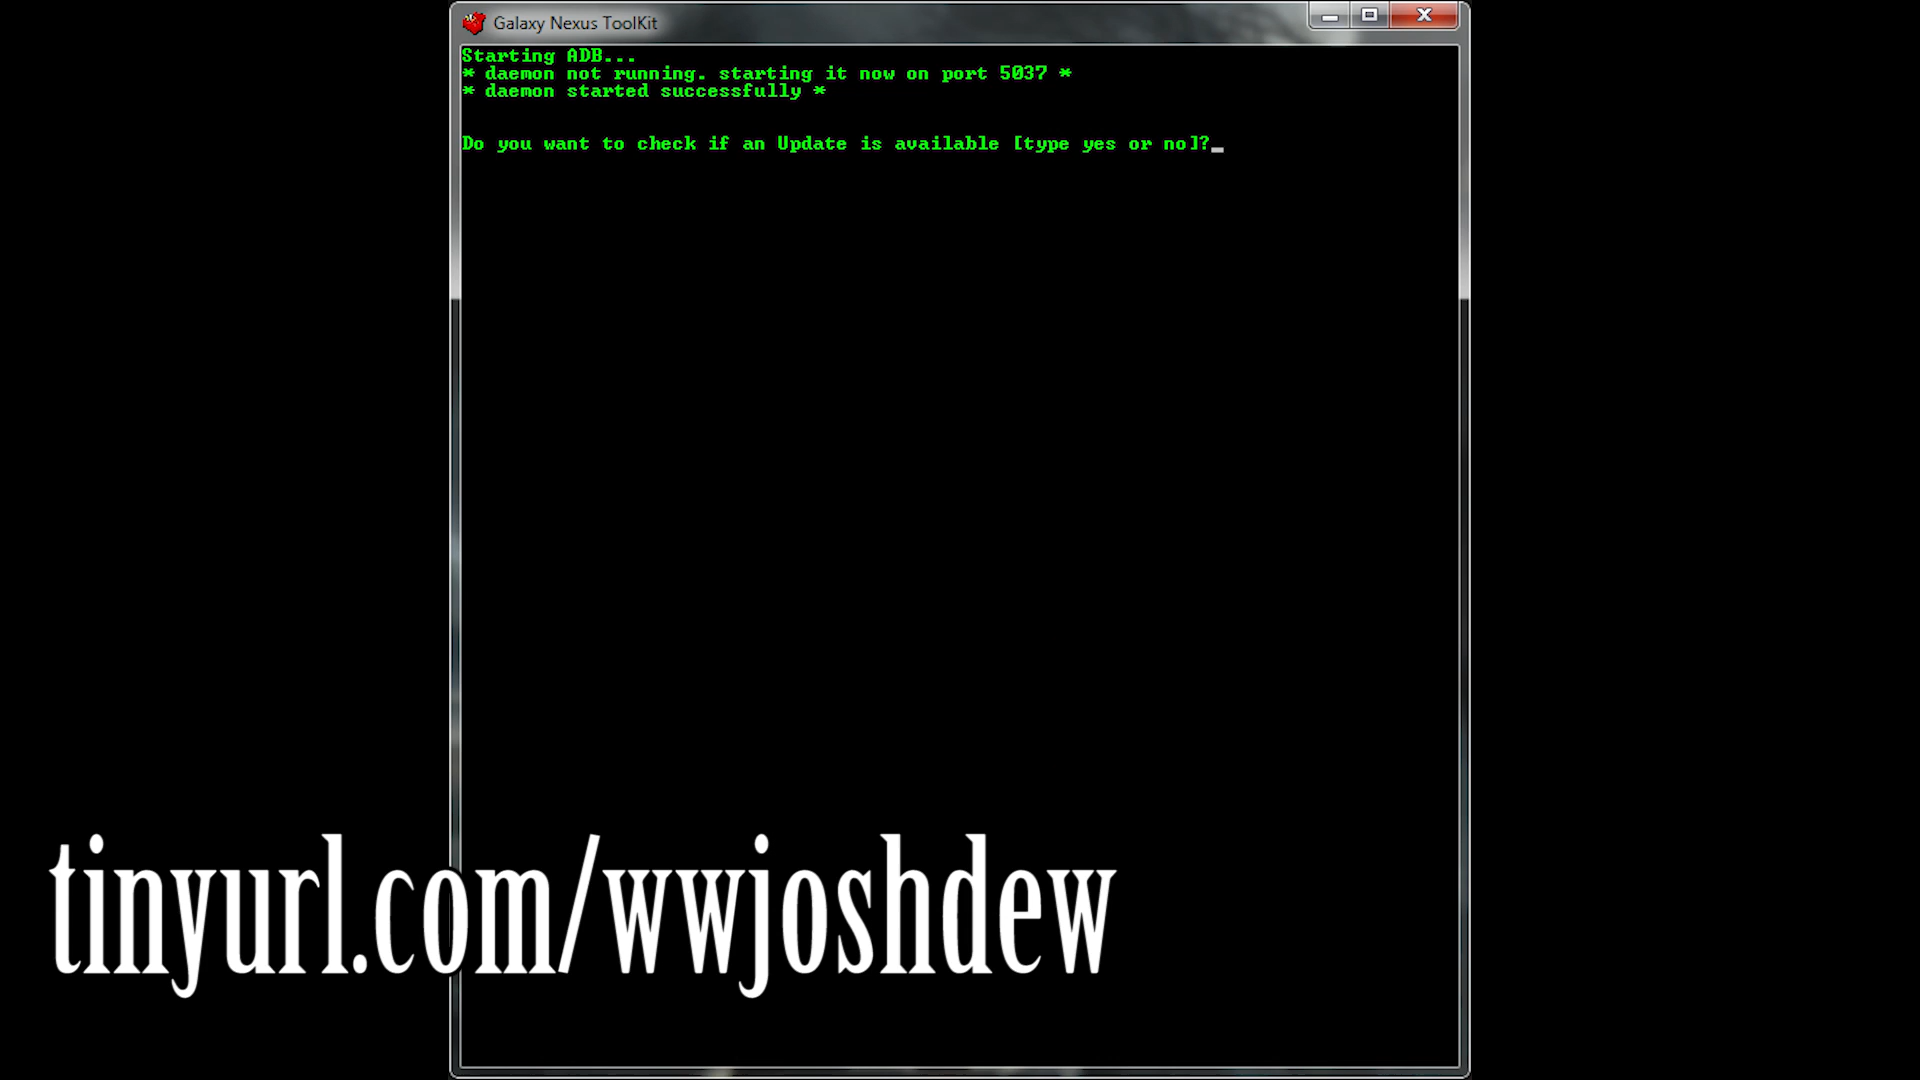 Galaxy Nexus ToolKit
Starting ADB...
* daemon not running. starting it now on port 5037 *
* daemon started successfully *
Do you want to check if an Update is available [type yes or no]?
tinyurl.com/wwjoshdew